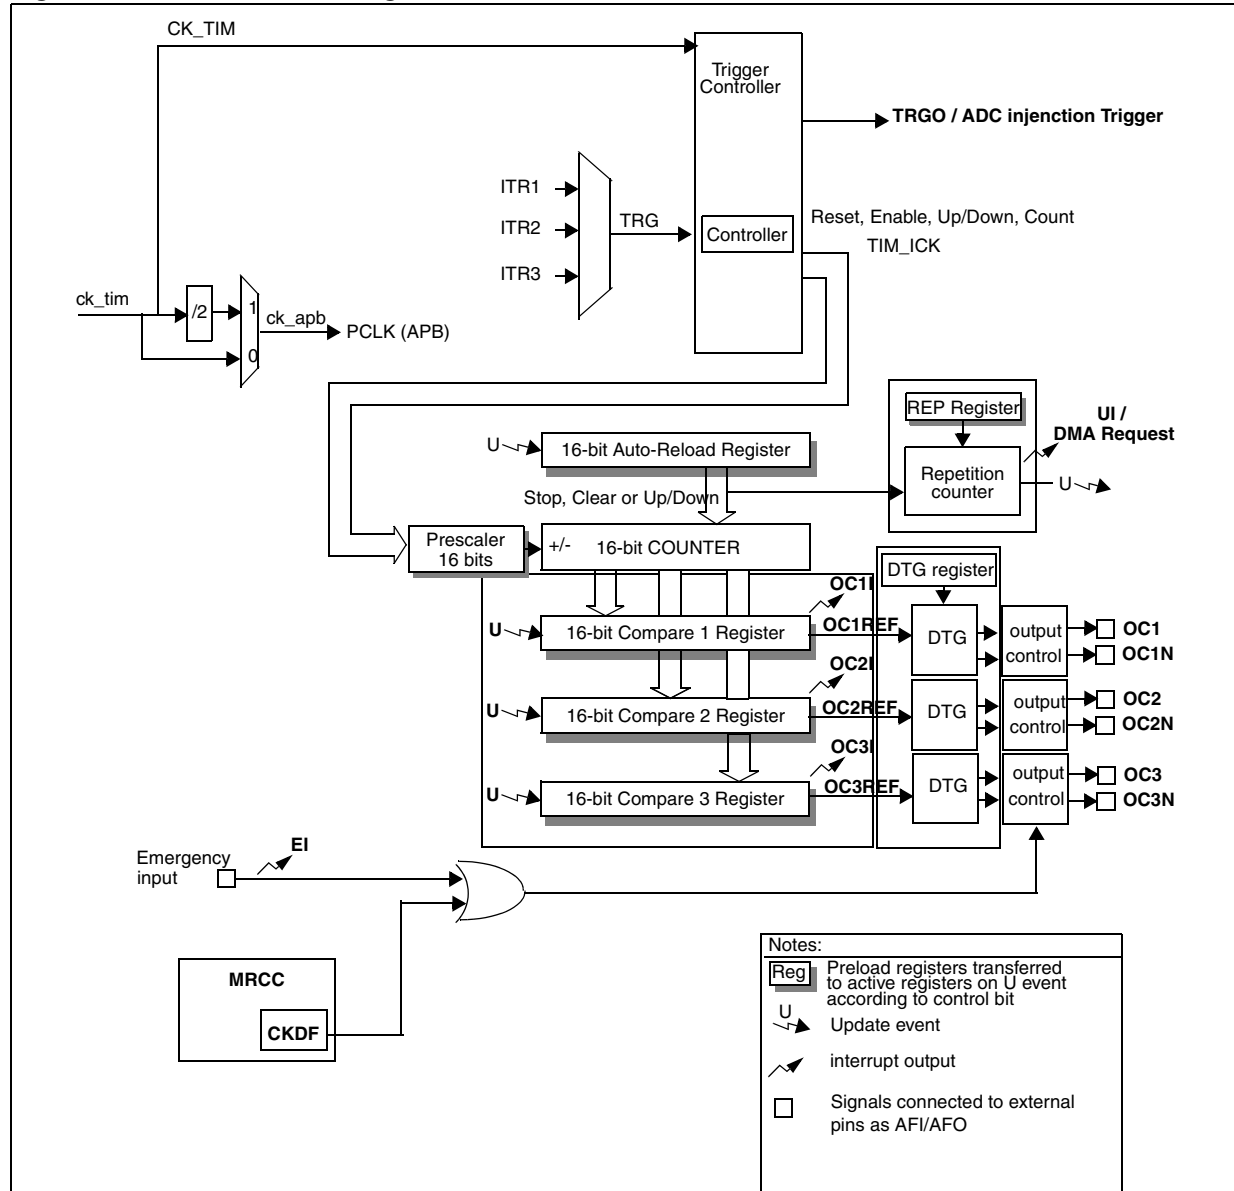 CK_TIM
Trigger
Controller
TRGO / ADC injenction Trigger
ITR1
ITR2
ITR3
TRG
Controller
Reset, Enable, Up/Down, Count
TIM_ICK
ck_tim
/2
1
0
ck_apb
PCLK (APB)
REP Register
UI /
DMA Request
U
16-bit Auto-Reload Register
Repetition
counter
U
Stop, Clear or Up/Down
Prescaler
16 bits
+/-
16-bit COUNTER
DTG register
OC1I
U
16-bit Compare 1 Register
OC1REF
DTG
output
control
OC1
OC1N
OC2I
U
16-bit Compare 2 Register
OC2REF
DTG
output
control
OC2
OC2N
OC3I
U
16-bit Compare 3 Register
OC3REF
DTG
output
control
OC3
OC3N
Emergency
input
EI
MRCC
CKDF
Notes:
Reg
Preload registers transferred
to active registers on U event
according to control bit
U
Update event
interrupt output
Signals connected to external
pins as AFI/AFO